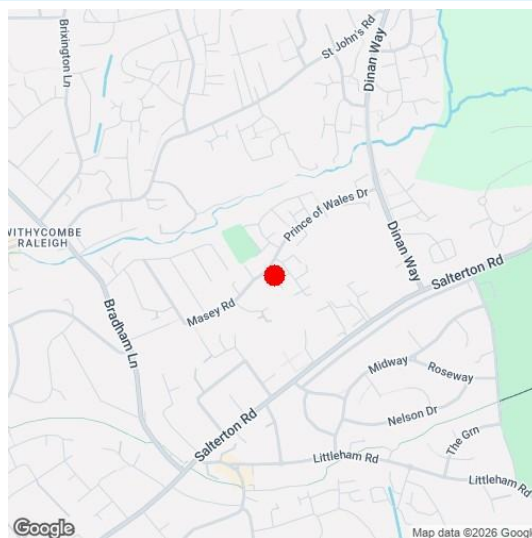 Brixington Ln
St John's Rd
Dinan Way
WITHYCOMBE
RALEIGH
Prince of Wales Dr
Dinan Way
Salterton Rd
Masey Rd
Bradham Ln
Midway
Roseway
Nelson Dr
Salterton Rd
The Grn
Littleham Rd
Littleham Rd
Google
Map data ©2026 Google